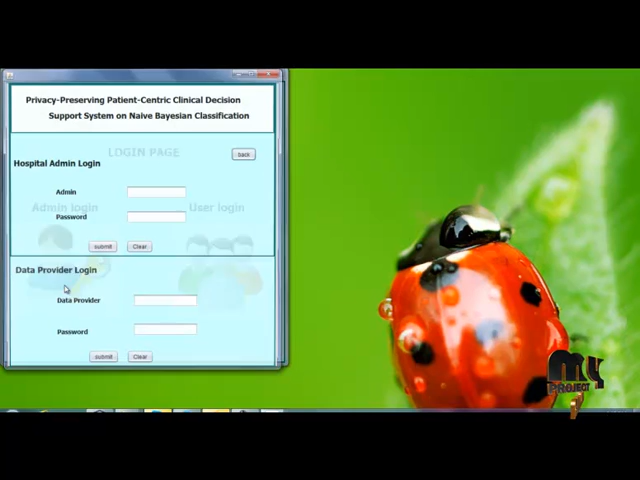 Privacy-Preserving Patient-Centric Clinical Decision
Support System on Naive Bayesian Classification
LOGIN PAGE
back
Hospital Admin Login
Admin
Admin login
User login
Password
submit
Clear
Data Provider Login
Data Provider
Password
submit
Clear
MY
PROJECT